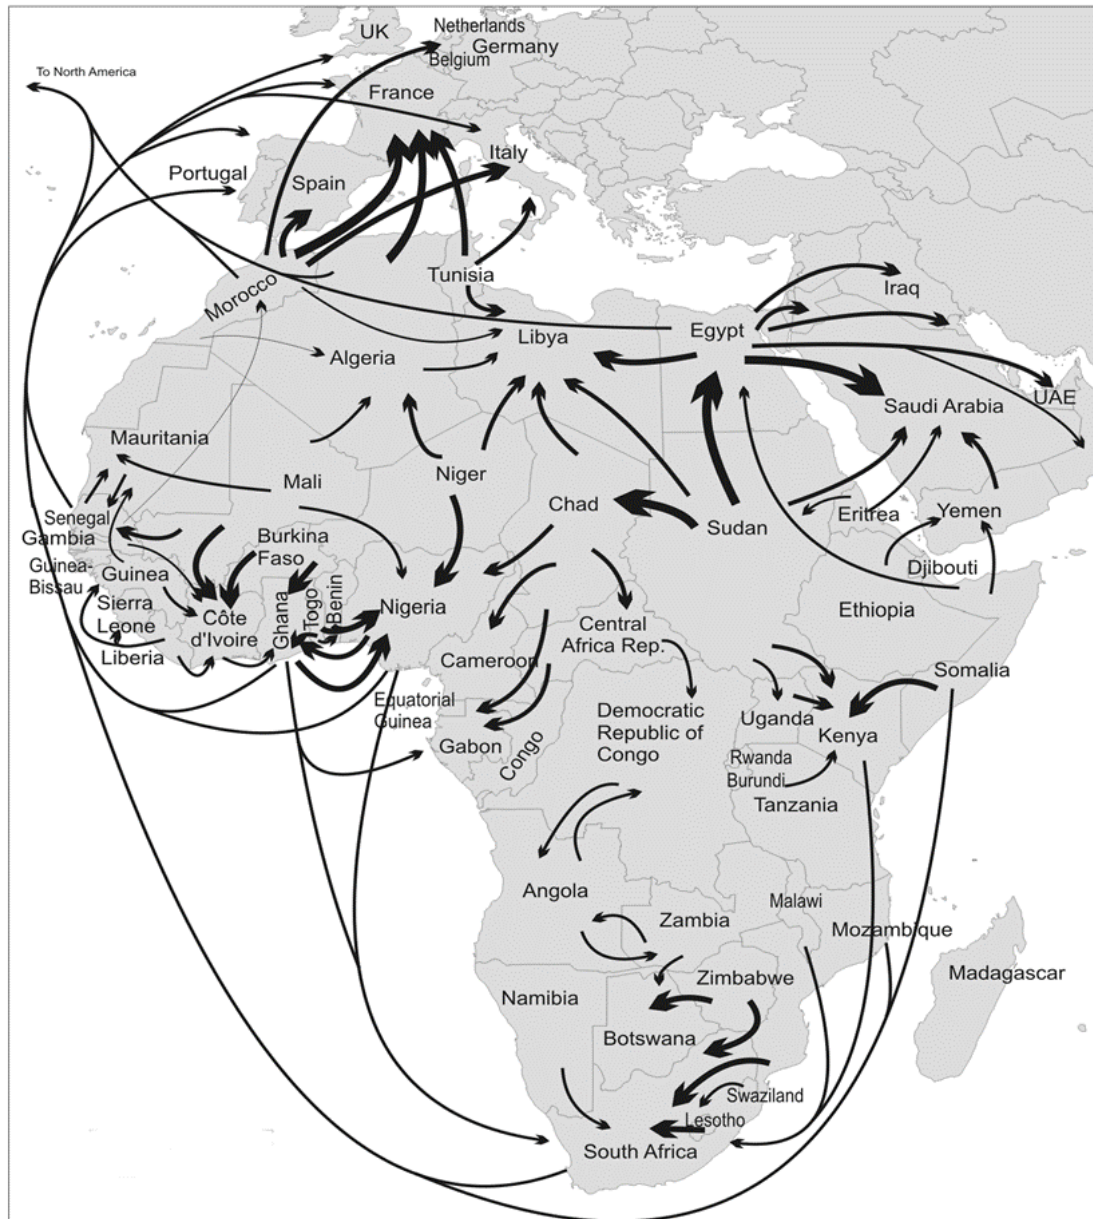 UK
Netherlands
Germany
Belgium
To North America
France
Italy
Portugal
Spain
Tunisia
Morocco
Iraq
Libya
Egypt
Algeria
UAE
Saudi Arabia
Mauritania
Niger
Mali
Chad
Senegal
Eritrea
Yemen
Sudan
Gambia
Burkina
Faso
Guinea-
Bissau
Guinea
Djibouti
Sierra
Leone
Côte
d'Ivoire
Ghana
Togo
Benin
Nigeria
Ethiopia
Central
Africa Rep.
Liberia
Cameroon
Somalia
Equatorial
Guinea
Democratic
Republic of
Congo
Uganda
Kenya
Gabon
Congo
Rwanda
Burundi
Tanzania
Angola
Malawi
Zambia
Mozambique
Madagascar
Zimbabwe
Namibia
Botswana
Swaziland
Lesotho
South Africa